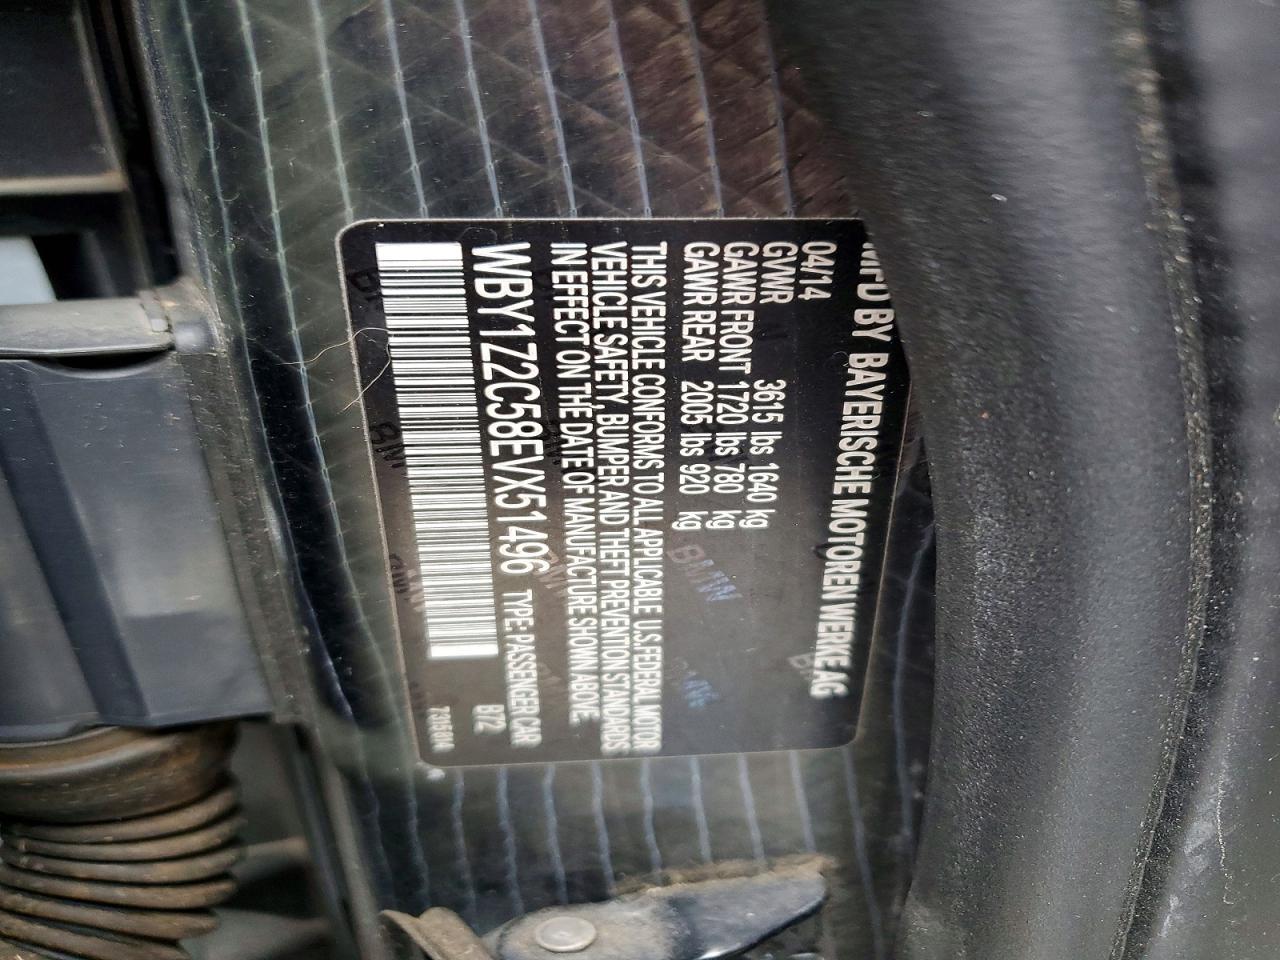 MFD BY BAYERISCHE MOTOREN WERKE AG
04/14
GVWR 3615 lbs 1640 kg
GAWR FRONT 1720 lbs 780 kg
GAWR REAR 2005 lbs 920 kg
THIS VEHICLE CONFORMS TO ALL APPLICABLE U.S.FEDERAL MOTOR
VEHICLE SAFETY, BUMPER AND THEFT PREVENTION STANDARDS
IN EFFECT ON THE DATE OF MANUFACTURE SHOWN ABOVE.
WBY1Z2C58EVX51496 TYPE: PASSENGER CAR
B72